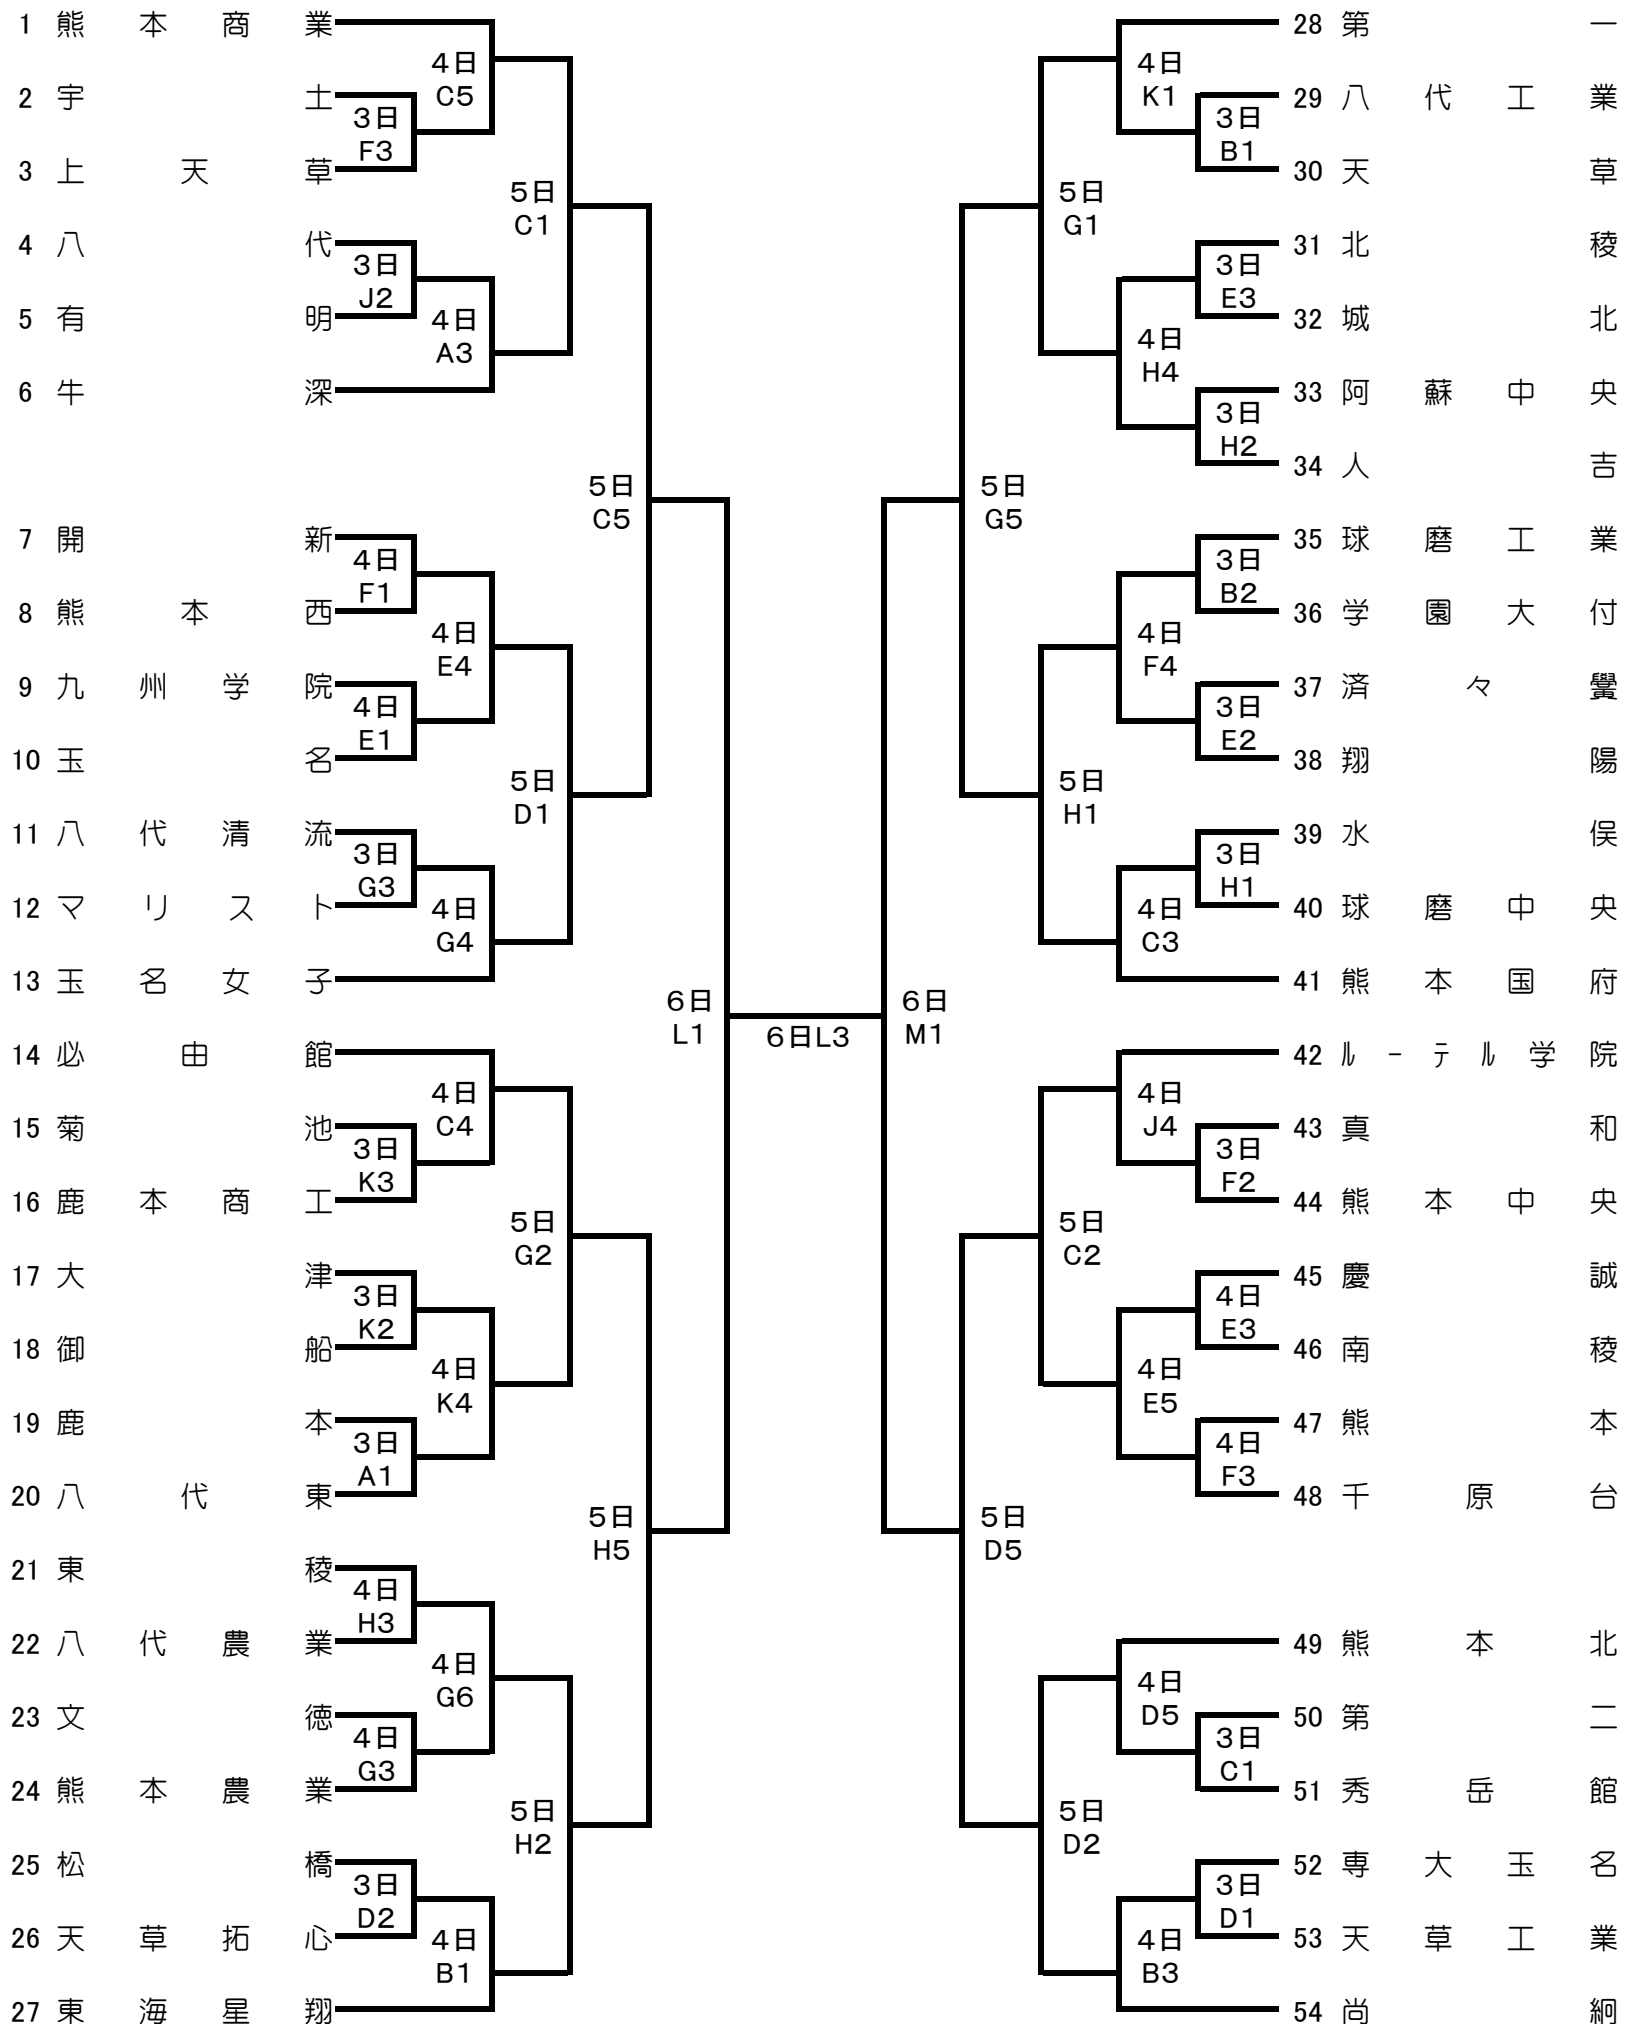 1 熊本商業
4日
C5
2 宇土
3日
F3
3 上天草
5日
C1
4 八代
3日
J2
5 有明
4日
A3
6 牛深
5日
C5
7 開新
4日
F1
8 熊本西
4日
E4
9 九州学院
4日
E1
10 玉名
5日
D1
11 八代清流
3日
G3
12 マリスト
4日
G4
13 玉名女子
6日
L1
14 必由館
4日
C4
15 菊池
3日
K3
16 鹿本商工
5日
G2
17 大津
3日
K2
18 御船
4日
K4
19 鹿本
3日
A1
20 八代東
5日
H5
21 東稜
4日
H3
22 八代農業
4日
G6
23 文徳
4日
G3
24 熊本農業
5日
H2
25 松橋
3日
D2
26 天草拓心
4日
B1
27 東海星翔
6日L3
28 第一
4日
K1
29 八代工業
3日
B1
30 天草
5日
G1
31 北稜
3日
E3
32 城北
4日
H4
33 阿蘇中央
3日
H2
34 人吉
5日
G5
35 球磨工業
3日
B2
36 学園大付
4日
F4
37 済々黌
3日
E2
38 翔陽
5日
H1
39 水俣
3日
H1
40 球磨中央
4日
C3
41 熊本国府
6日
M1
42 ﾙｰﾃﾙ学院
4日
J4
43 真和
3日
F2
44 熊本中央
5日
C2
45 慶誠
4日
E3
46 南稜
4日
E5
47 熊本
4日
F3
48 千原台
5日
D5
49 熊本北
4日
D5
50 第二
3日
C1
51 秀岳館
5日
D2
52 専大玉名
3日
D1
53 天草工業
4日
B3
54 尚絅